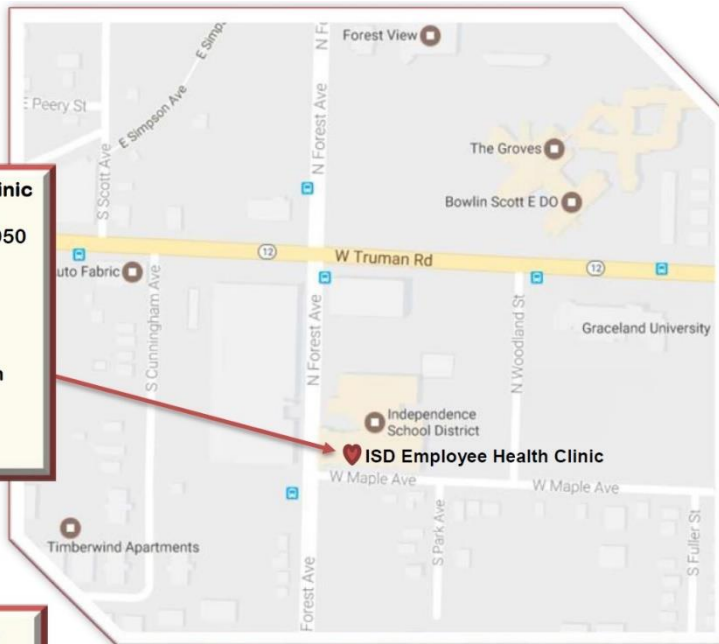 Forest View
N Fo
E Simp
E Peery St
E Simpson Ave
N Forest Ave
The Groves
S Scott Ave
Bowlin Scott E DO
inic
050
12
W Truman Rd
12
uto Fabric
S Cunningham Ave
N Forest Ave
N Woodland St
Graceland University
n
Independence
School District
ISD Employee Health Clinic
W Maple Ave
W Maple Ave
S Park Ave
S Fuller St
Timberwind Apartments
Forest Ave